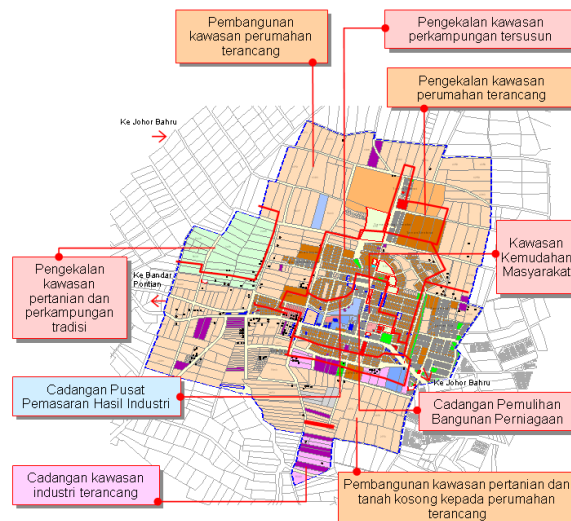 Pembangunan
kawasan perumahan
terancang
Pengekalan kawasan
perkampungan tersusun
Pengekalan kawasan
perumahan terancang
Ke Johor Bahru
Kawasan
Kemudahan
Masyarakat
Pengekalan
kawasan
pertanian dan
perkampungan
tradisi
Ke Bandar
Pontian
Ke Johor Bahru
Cadangan Pusat
Pemasaran Hasil Industri
Cadangan Pemulihan
Bangunan Perniagaan
Cadangan kawasan
industri terancang
Pembangunan kawasan pertanian dan
tanah kosong kepada perumahan
terancang